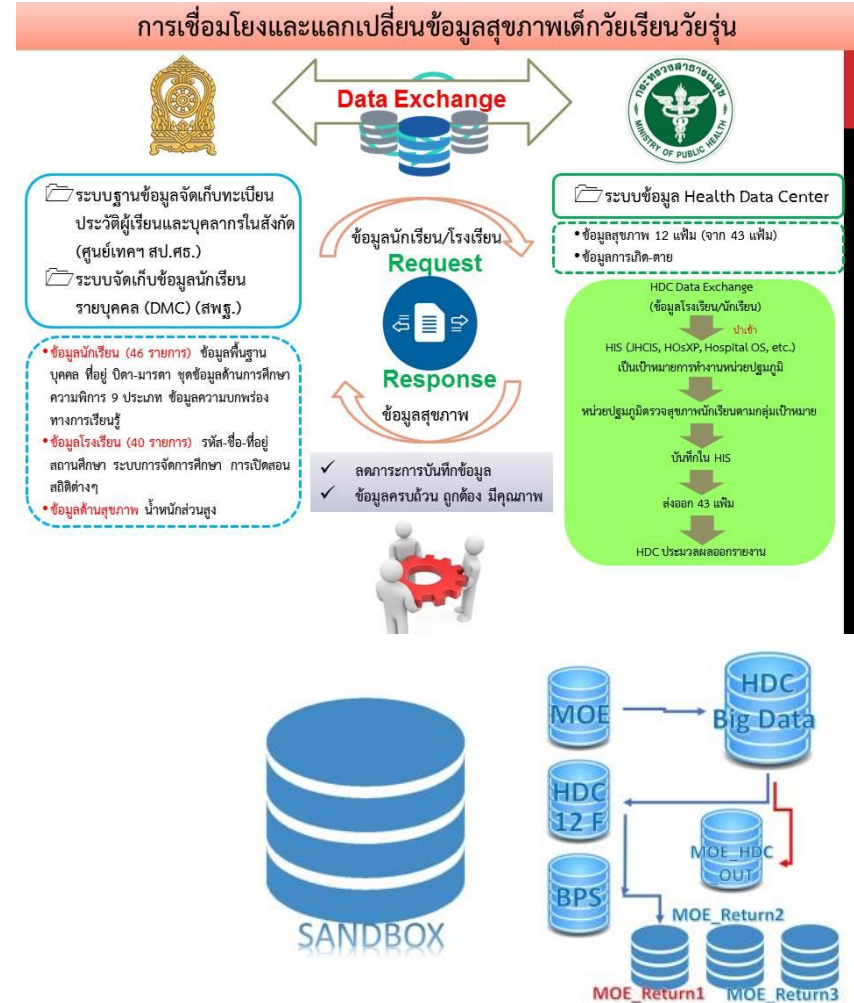 การเชื่อมโยงและแลกเปลี่ยนข้อมูลสุขภาพเด็กวัยเรียนวัยรุ่น
Data Exchange
กระทรวงสาธารณสุข
MINISTRY OF PUBLIC HEALTH
ระบบฐานข้อมูลจัดเก็บทะเบียน
ประวัติผู้เรียนและบุคลากรในสังกัด
(ศูนย์เทคฯ สป.ศธ.)
ระบบจัดเก็บข้อมูลนักเรียน
รายบุคคล (DMC) (สพฐ.)
•ข้อมูลนักเรียน (46 รายการ) ข้อมูลพื้นฐาน
บุคคล ที่อยู่ บิดา-มารดา ชุดข้อมูลด้านการศึกษา
ความพิการ 9 ประเภท ข้อมูลความบกพร่อง
ทางการเรียนรู้
•ข้อมูลโรงเรียน (40 รายการ) รหัส-ชื่อ-ที่อยู่
สถานศึกษา ระบบการจัดการศึกษา การเปิดสอน
สถิติต่างๆ
•ข้อมูลด้านสุขภาพ น้ำหนักส่วนสูง
ข้อมูลนักเรียน/โรงเรียน
Request
Response
ข้อมูลสุขภาพ
✓ ลดภาระการบันทึกข้อมูล
✓ ข้อมูลครบถ้วน ถูกต้อง มีคุณภาพ
ระบบข้อมูล Health Data Center
•ข้อมูลสุขภาพ 12 แฟ้ม (จาก 43 แฟ้ม)
•ข้อมูลการเกิด-ตาย
HDC Data Exchange
(ข้อมูลโรงเรียน/นักเรียน)
นำเข้า
HIS (JHCIS, HOsXP, Hospital OS, etc.)
เป็นเป้าหมายการทำงานหน่วยปฐมภูมิ
หน่วยปฐมภูมิตรวจสุขภาพนักเรียนตามกลุ่มเป้าหมาย
บันทึกใน HIS
ส่งออก 43 แฟ้ม
HDC ประมวลผลออกรายงาน
SANDBOX
MOE
HDC
Big Data
HDC
12 F
MOE_HDC
_OUT
BPS
MOE_Return2
MOE_Return1
MOE_Return3